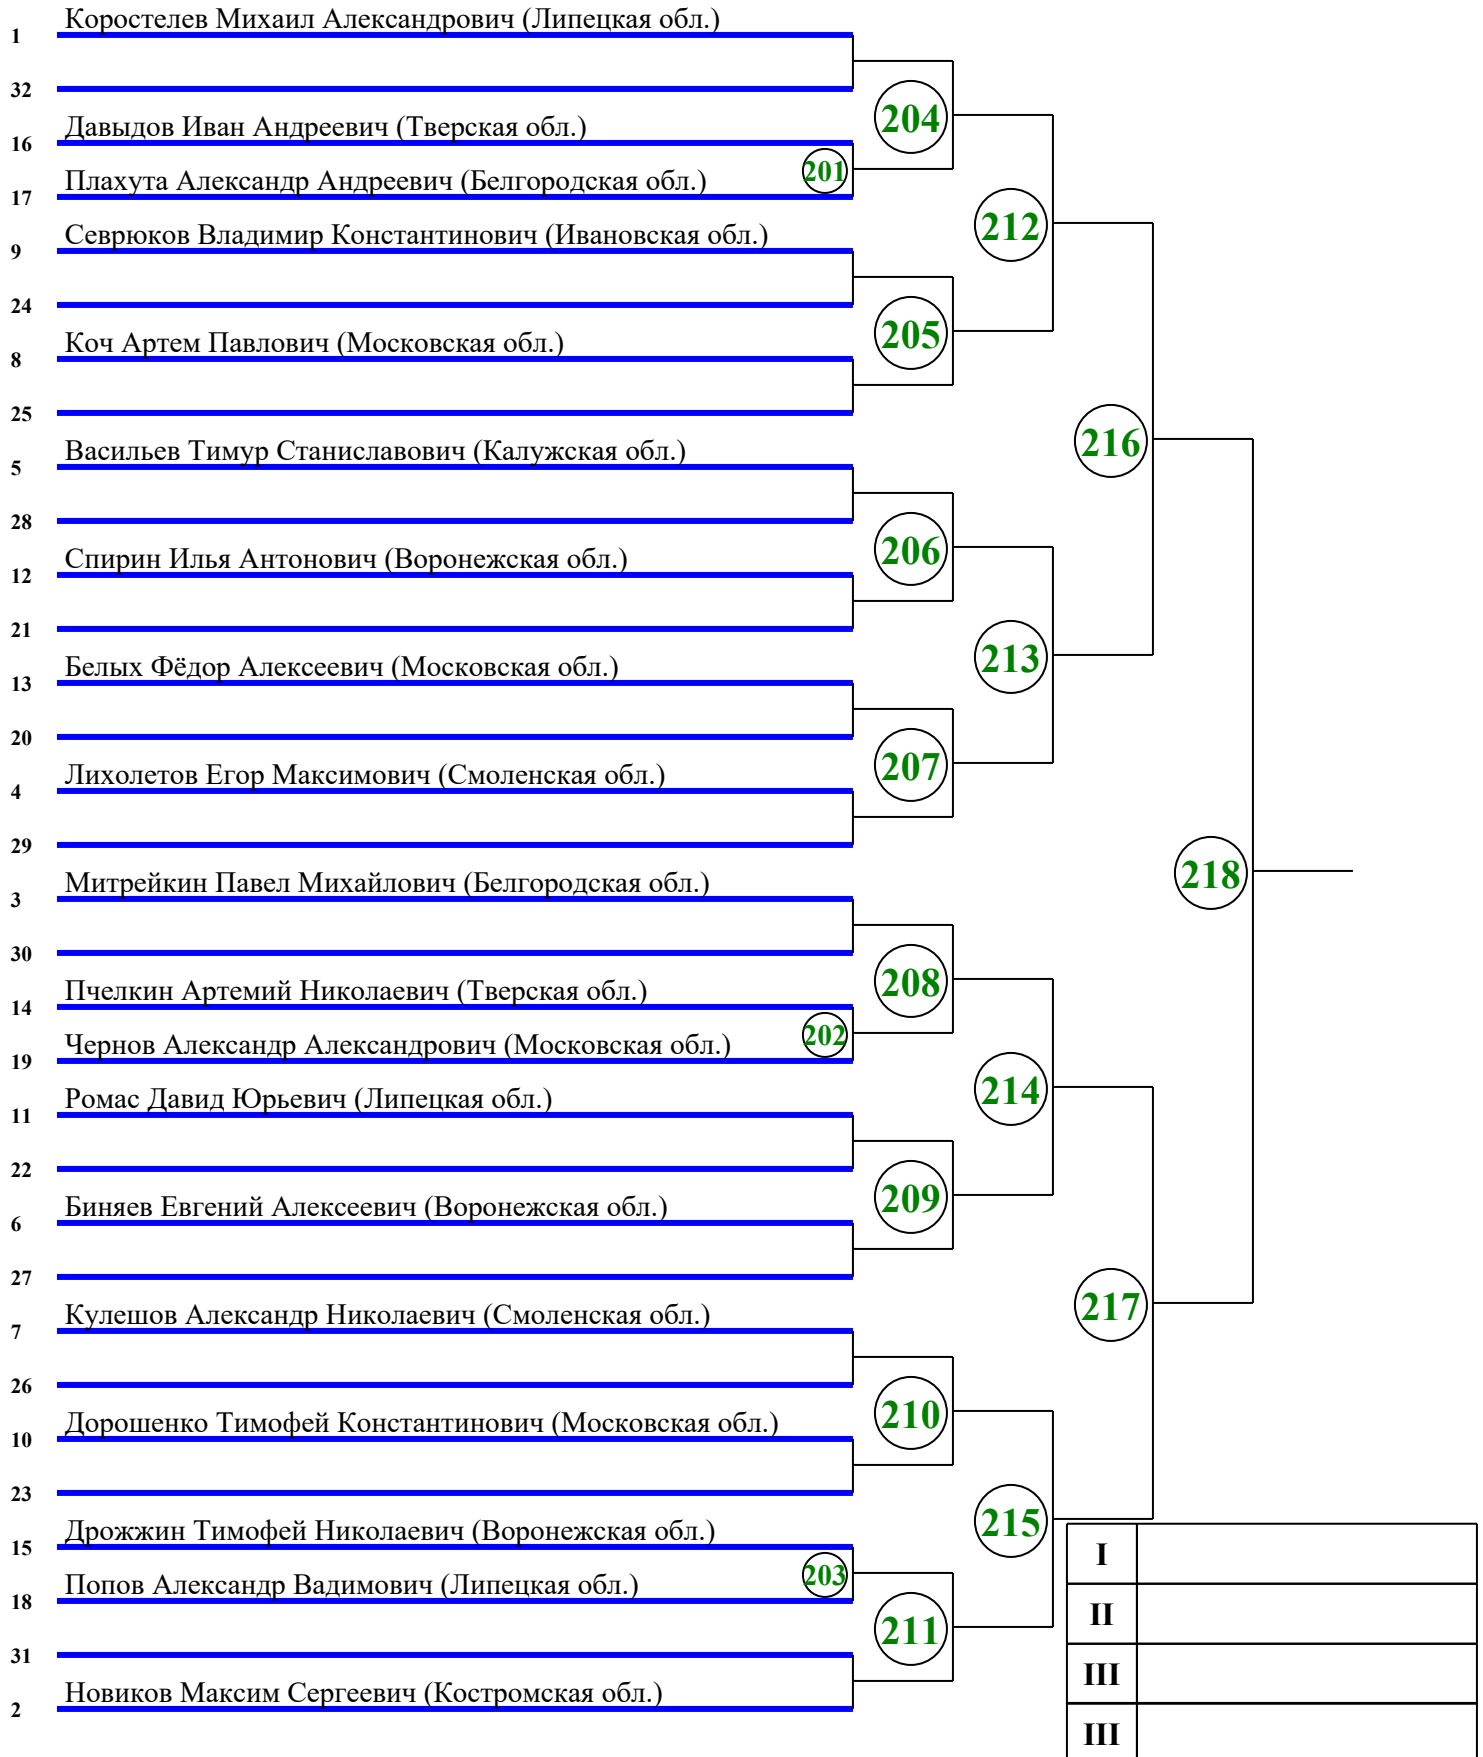 1 Коростелев Михаил Александрович (Липецкая обл.)
32
16 Давыдов Иван Андреевич (Тверская обл.)
17 Плахута Александр Андреевич (Белгородская обл.)
9 Севрюков Владимир Константинович (Ивановская обл.)
24
8 Коч Артем Павлович (Московская обл.)
25
5 Васильев Тимур Станиславович (Калужская обл.)
28
12 Спирин Илья Антонович (Воронежская обл.)
21
13 Белых Фёдор Алексеевич (Московская обл.)
20
4 Лихолетов Егор Максимович (Смоленская обл.)
29
3 Митрейкин Павел Михайлович (Белгородская обл.)
30
14 Пчелкин Артемий Николаевич (Тверская обл.)
19 Чернов Александр Александрович (Московская обл.)
11 Ромас Давид Юрьевич (Липецкая обл.)
22
6 Биняев Евгений Алексеевич (Воронежская обл.)
27
7 Кулешов Александр Николаевич (Смоленская обл.)
26
10 Дорошенко Тимофей Константинович (Московская обл.)
23
15 Дрожжин Тимофей Николаевич (Воронежская обл.)
18 Попов Александр Вадимович (Липецкая обл.)
31
2 Новиков Максим Сергеевич (Костромская обл.)
201
202
203
204
205
206
207
208
209
210
211
212
213
214
215
216
217
218
I
II
III
III